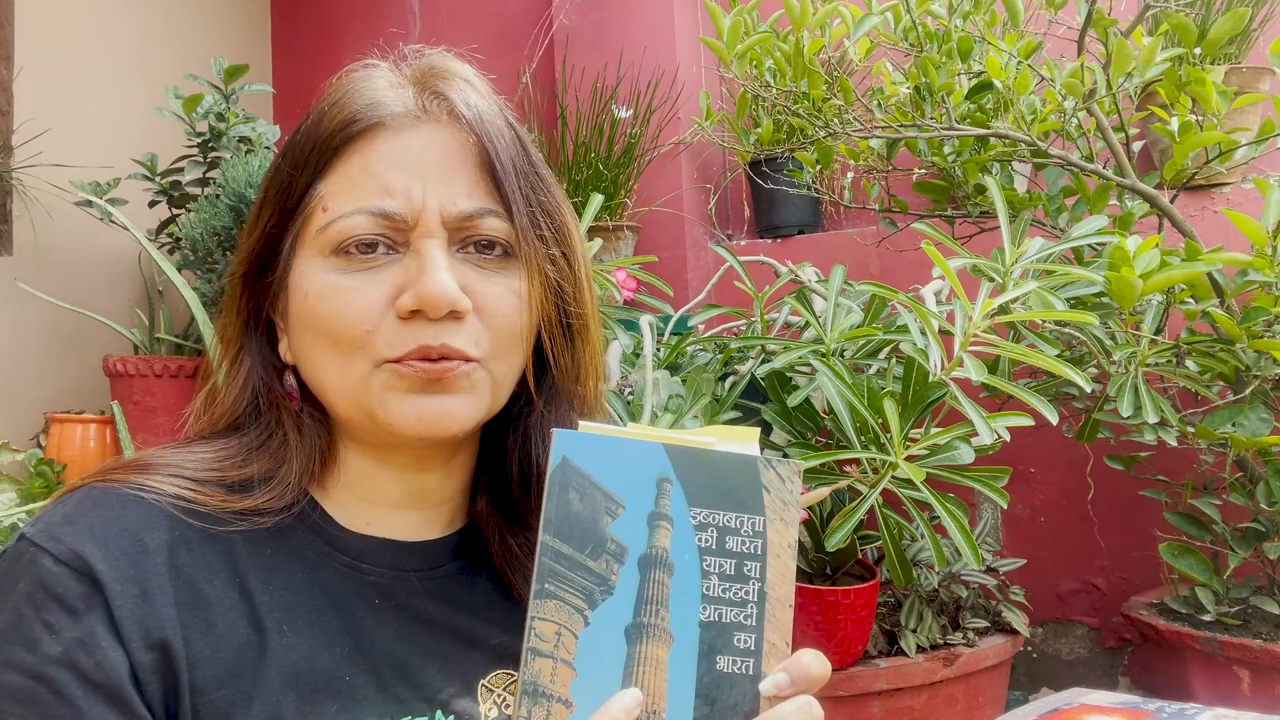 इब्नबतूता
की भारत
यात्रा या
चौदहवीं
शताब्दी
का
भारत